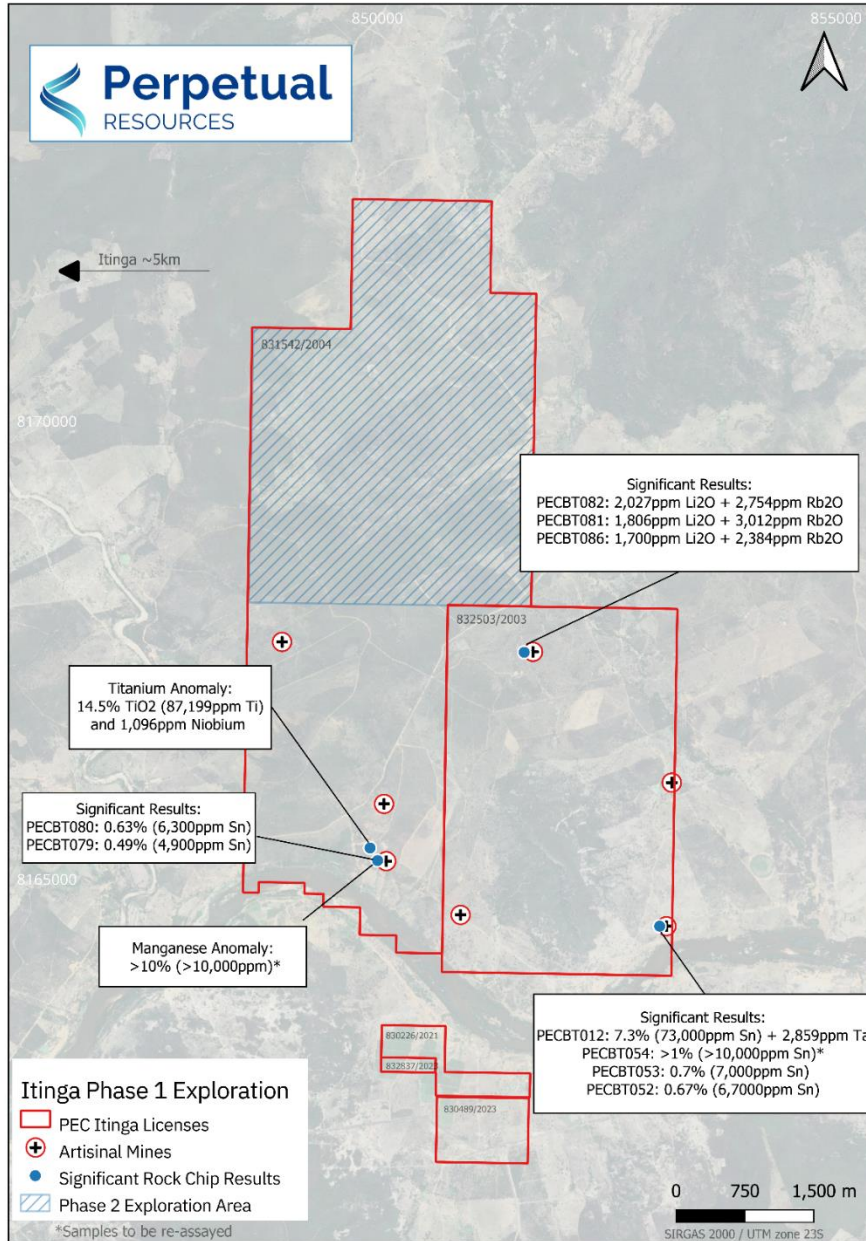 850000
855000
Perpetual
RESOURCES
Itinga ~5km
831542/2004
8170000
Significant Results:
PECBT082: 2,027ppm Li2O + 2,754ppm Rb2O
PECBT081: 1,806ppm Li2O + 3,012ppm Rb2O
PECBT086: 1,700ppm Li2O + 2,384ppm Rb2O
832503/2003
Titanium Anomaly:
14.5% TiO2 (87,199ppm Ti)
and 1,096ppm Niobium
Significant Results:
PECBT080: 0.63% (6,300ppm Sn)
PECBT079: 0.49% (4,900ppm Sn)
8165000
Manganese Anomaly:
>10% (>10,000ppm)*
Significant Results:
PECBT012: 7.3% (73,000ppm Sn) + 2,859ppm Ta
PECBT054: >1% (>10,000ppm Sn)*
PECBT053: 0.7% (7,000ppm Sn)
PECBT052: 0.67% (6,7000ppm Sn)
830226/2021
832837/2023
830489/2023
Itinga Phase 1 Exploration
PEC Itinga Licenses
Artisinal Mines
Significant Rock Chip Results
Phase 2 Exploration Area
*Samples to be re-assayed
0 750 1,500 m
SIRGAS 2000 / UTM zone 23S